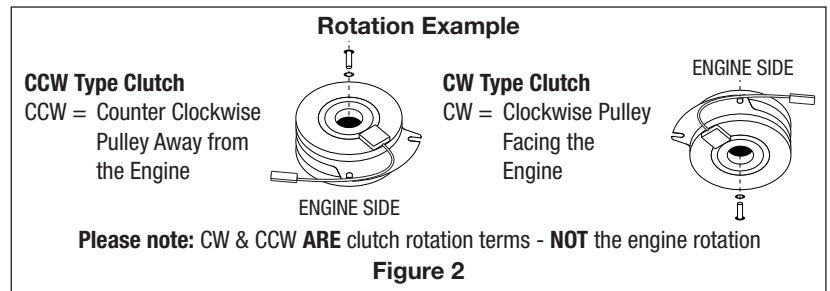 Rotation Example
CCW Type Clutch
CCW = Counter Clockwise
Pulley Away from
the Engine
ENGINE SIDE
CW Type Clutch
CW = Clockwise Pulley
Facing the
Engine
ENGINE SIDE
Please note: CW & CCW ARE clutch rotation terms - NOT the engine rotation
Figure 2